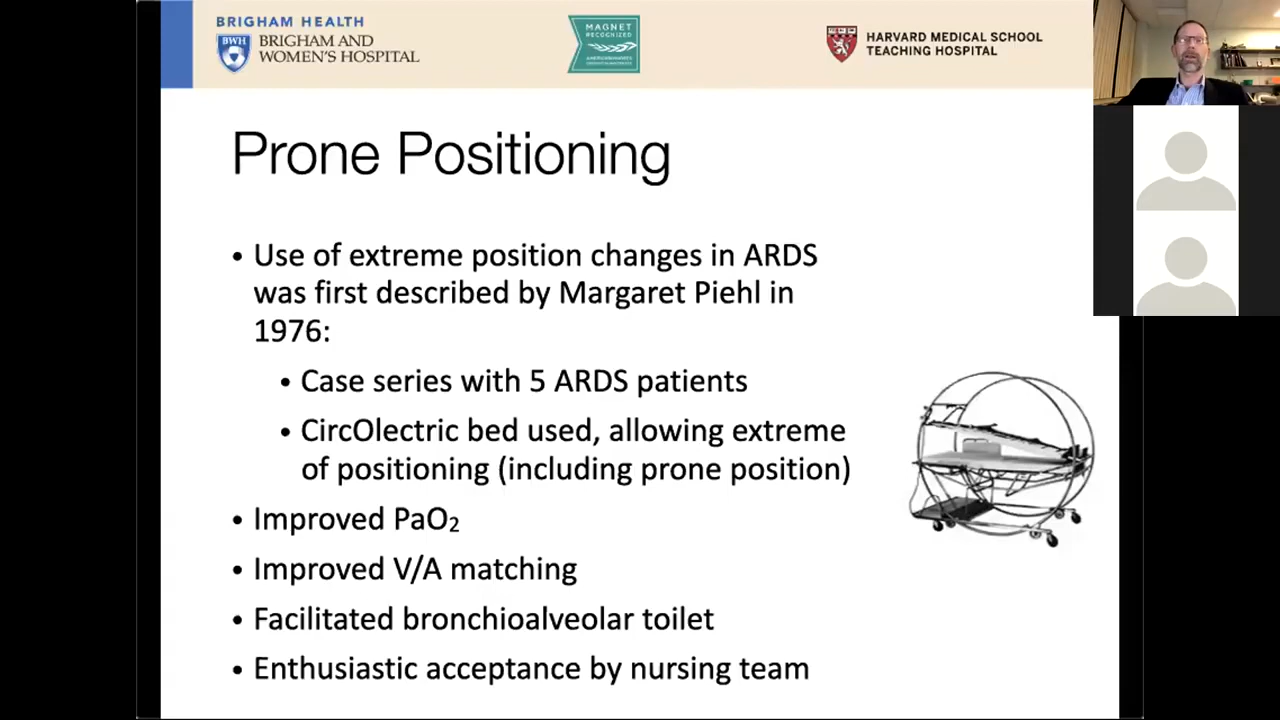 BRIGHAM HEALTH
BWH
BRIGHAM AND
WOMEN'S HOSPITAL
MAGNET
RECOGNIZED
HARVARD MEDICAL SCHOOL
TEACHING HOSPITAL
Prone Positioning
• Use of extreme position changes in ARDS
was first described by Margaret Piehl in
1976:
• Case series with 5 ARDS patients
• CircOlectric bed used, allowing extreme
of positioning (including prone position)
• Improved PaO₂
• Improved V/A matching
• Facilitated bronchioalveolar toilet
• Enthusiastic acceptance by nursing team